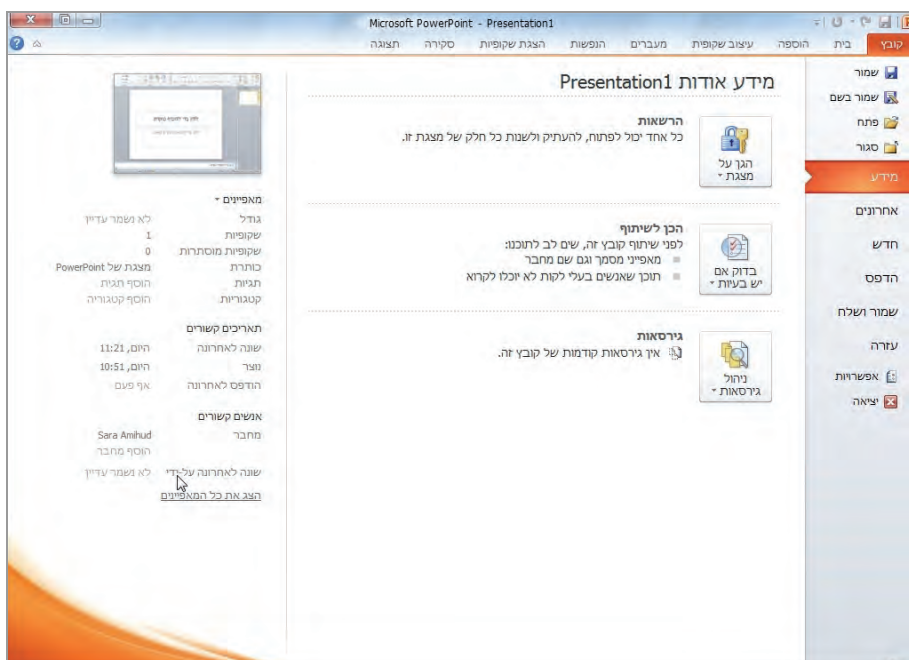 Microsoft PowerPoint - Presentation1
קובץ בית הוספה עיצוב שקופית מעברים הנפשות הצגת שקופיות סקירה תצוגה
שמור
שמור בשם
פתח
סגור
מידע
אחרונים
חדש
הדפס
שמור ושלח
עזרה
אפשרויות
יציאה
מידע אודות Presentation1
הגן על
מצגת
הרשאות
כל אחד יכול לפתוח, להעתיק ולשנות כל חלק של מצגת זו.
בדוק אם
יש בעיות
הכן לשיתוף
לפני שיתוף קובץ זה, שים לב לתוכנו:
מאפייני מסמך וגם שם מחבר
תוכן שאנשים בעלי לקות לא יוכלו לקרוא
ניהול
גירסאות
גירסאות
אין גירסאות קודמות של קובץ זה.
מאפיינים
גודל לא נשמר עדיין
שקופיות 1
שקופיות מוסתרות 0
כותרת מצגת של PowerPoint
תגיות הוסף תגית
קטגוריות הוסף קטגוריה
תאריכים קשורים
שונה לאחרונה היום, 11:21
נוצר היום, 10:51
הודפס לאחרונה אף פעם
אנשים קשורים
מחבר Sara Amihud
הוסף מחבר
שונה לאחרונה על-ידי לא נשמר עדיין
הצג את כל המאפיינים